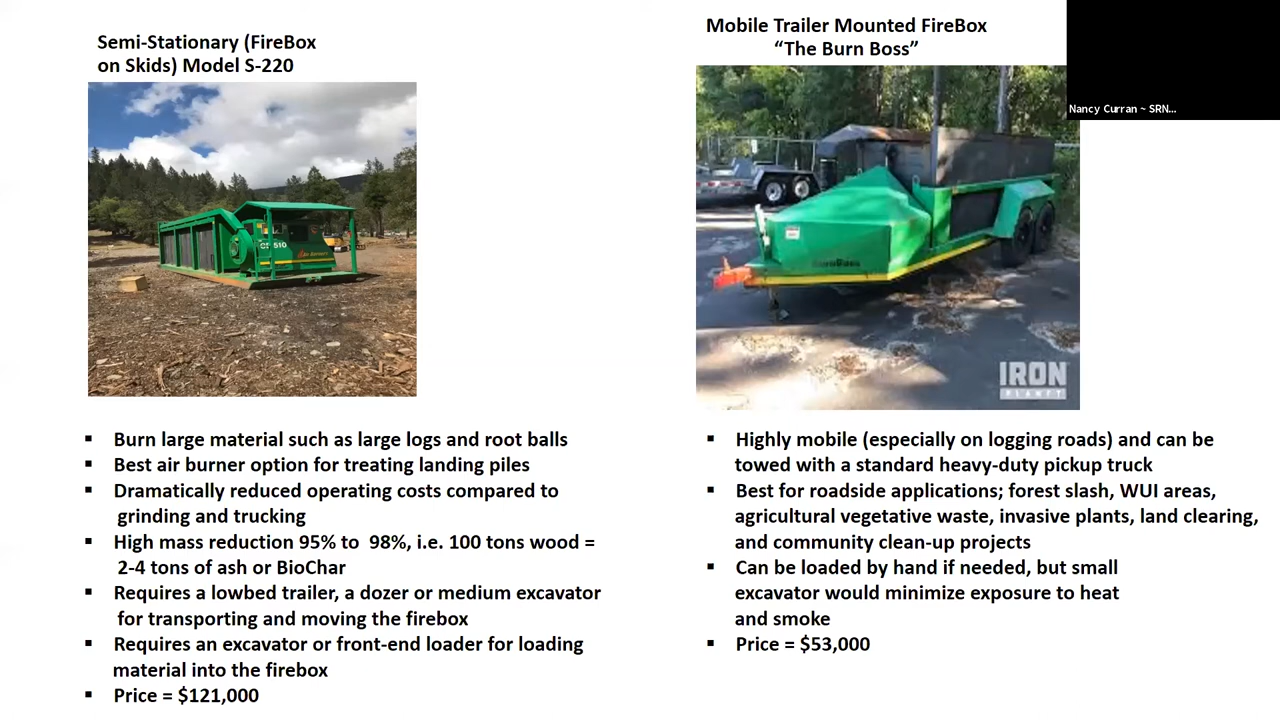 Semi-Stationary (FireBox
on Skids) Model S-220
Burn large material such as large logs and root balls
Best air burner option for treating landing piles
Dramatically reduced operating costs compared to
grinding and trucking
High mass reduction 95% to 98%, i.e. 100 tons wood =
2-4 tons of ash or BioChar
Requires a lowbed trailer, a dozer or medium excavator
for transporting and moving the firebox
Requires an excavator or front-end loader for loading
material into the firebox
Price = $121,000
Mobile Trailer Mounted FireBox
“The Burn Boss”
Nancy Curran ~ SRN...
IRON
PLANET
Highly mobile (especially on logging roads) and can be
towed with a standard heavy-duty pickup truck
Best for roadside applications; forest slash, WUI areas,
agricultural vegetative waste, invasive plants, land clearing,
and community clean-up projects
Can be loaded by hand if needed, but small
excavator would minimize exposure to heat
and smoke
Price = $53,000